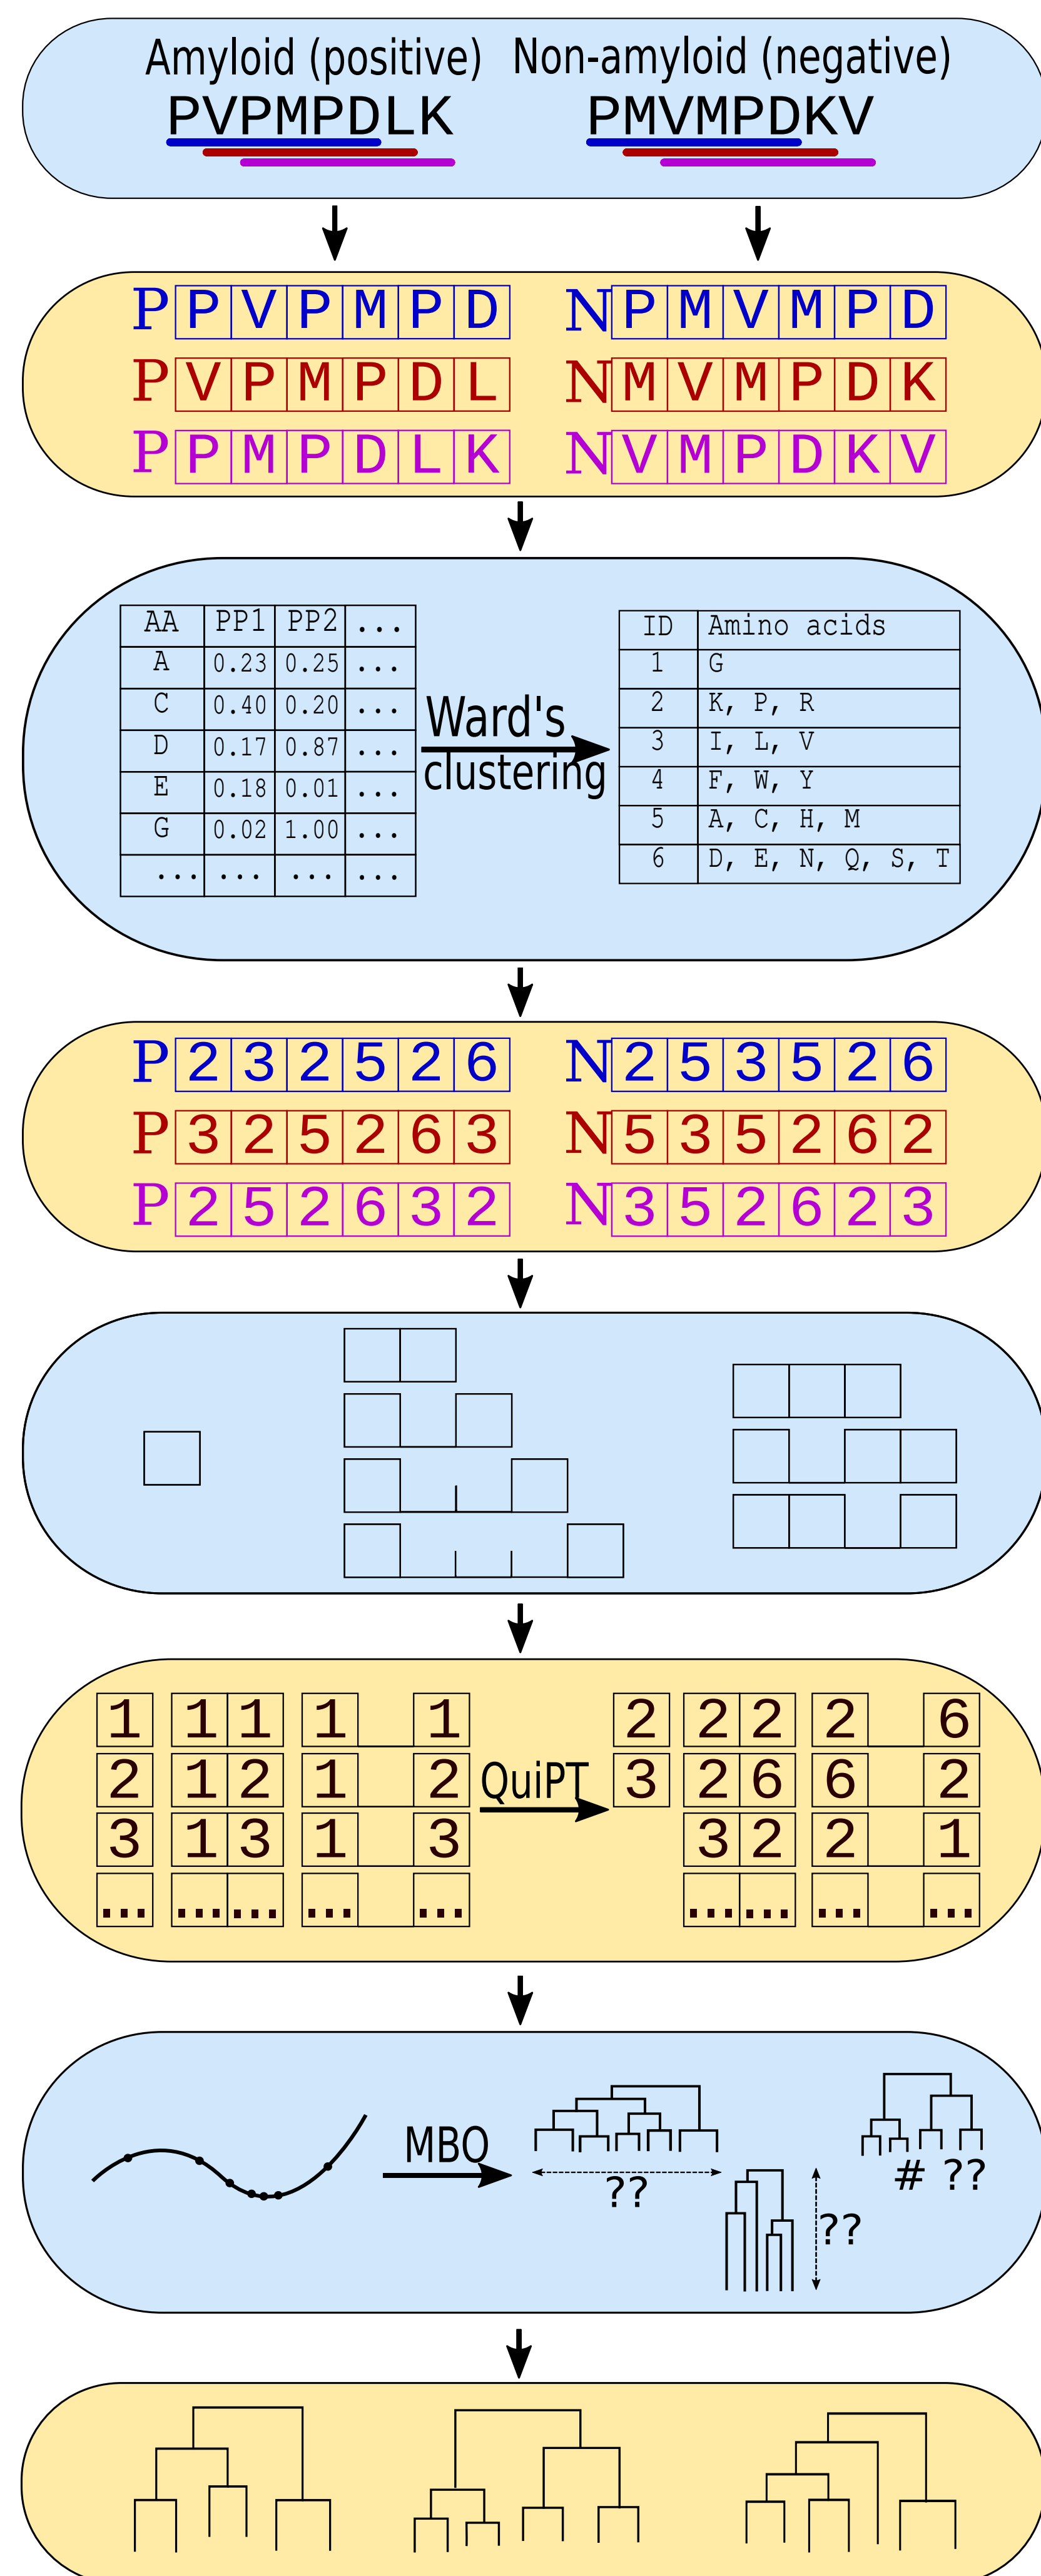 Amyloid (positive) Non-amyloid (negative)
PVPMPDLK PMVMPDKV
P P V P M P D N P M V M P D
P V P M P D L N M V M P D K
P P M P D L K N V M P D K V
AA PP1 PP2 ...
A 0.23 0.25 ...
C 0.40 0.20 ...
D 0.17 0.87 ...
E 0.18 0.01 ...
G 0.02 1.00 ...
... ... ... ...
Ward's
clustering
ID Amino acids
1 G
2 K, P, R
3 I, L, V
4 F, W, Y
5 A, C, H, M
6 D, E, N, Q, S, T
P 2 3 2 5 2 6 N 2 5 3 5 2 6
P 3 2 5 2 6 3 N 5 3 5 2 6 2
P 2 5 2 6 3 2 N 3 5 2 6 2 3
1 1 1 1 1
2 1 2 1 2
3 1 3 1 3
... ... ... ... ...
QuiPT
2 2 2 2 6
3 2 6 6 2
3 2 2 1
... ... ... ...
MBO
??
??
# ??